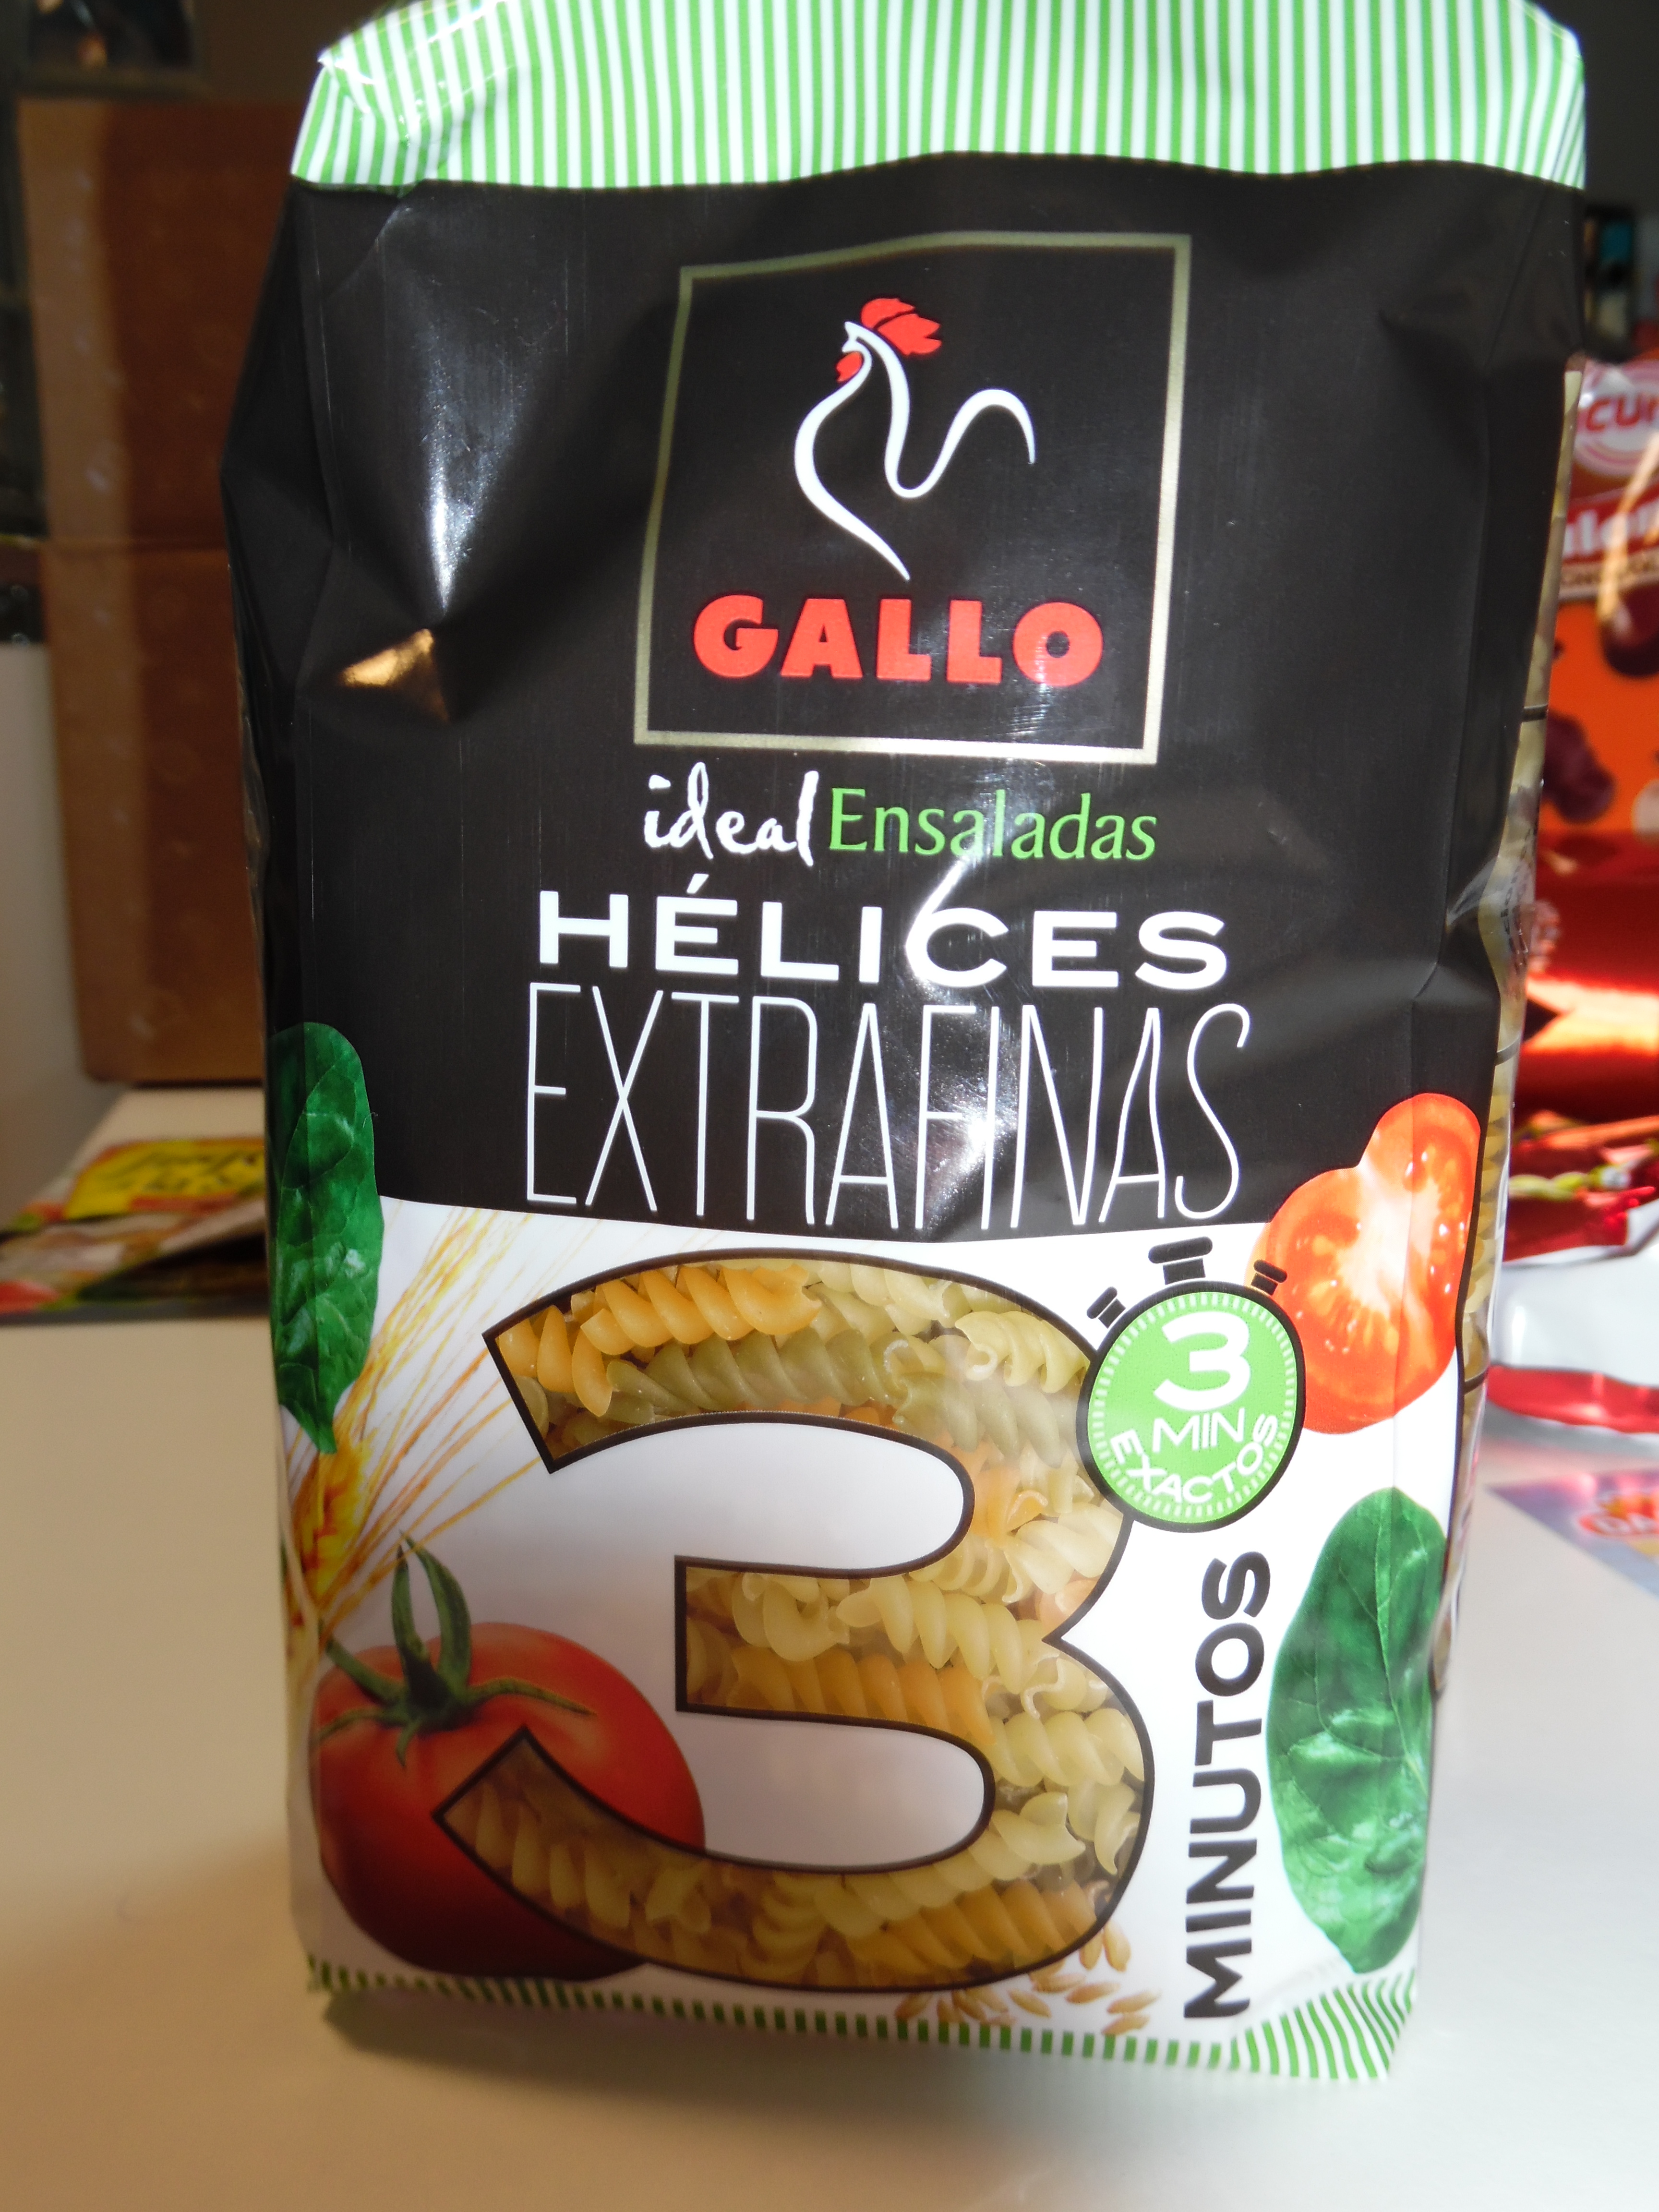 GALLO
ideal Ensaladas
HÉLICES
EXTRAFINAS
3
MIN
EXACTOS
3
MINUTOS